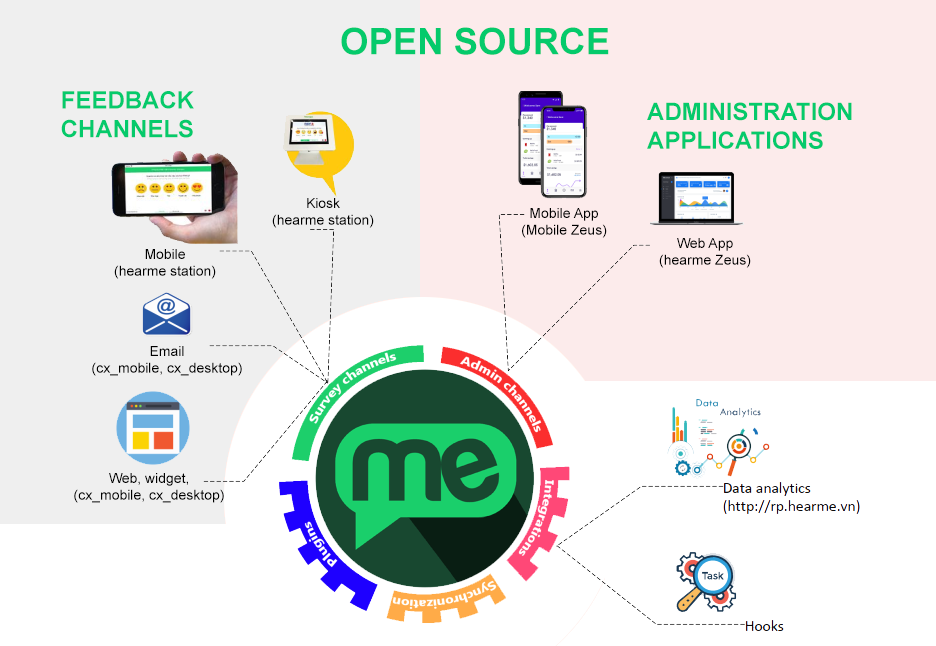 OPEN SOURCE
FEEDBACK
CHANNELS
ADMINISTRATION
APPLICATIONS
Kiosk
(hearme station)
Mobile
(hearme station)
Email
(cx_mobile, cx_desktop)
Web, widget,
(cx_mobile, cx_desktop)
Mobile App
(Mobile Zeus)
Web App
(hearme Zeus)
Survey channels
Admin channels
Integrations
Synchronization
Plugins
me
Data
Analytics
Data analytics
(http://rp.hearme.vn)
Task
Hooks